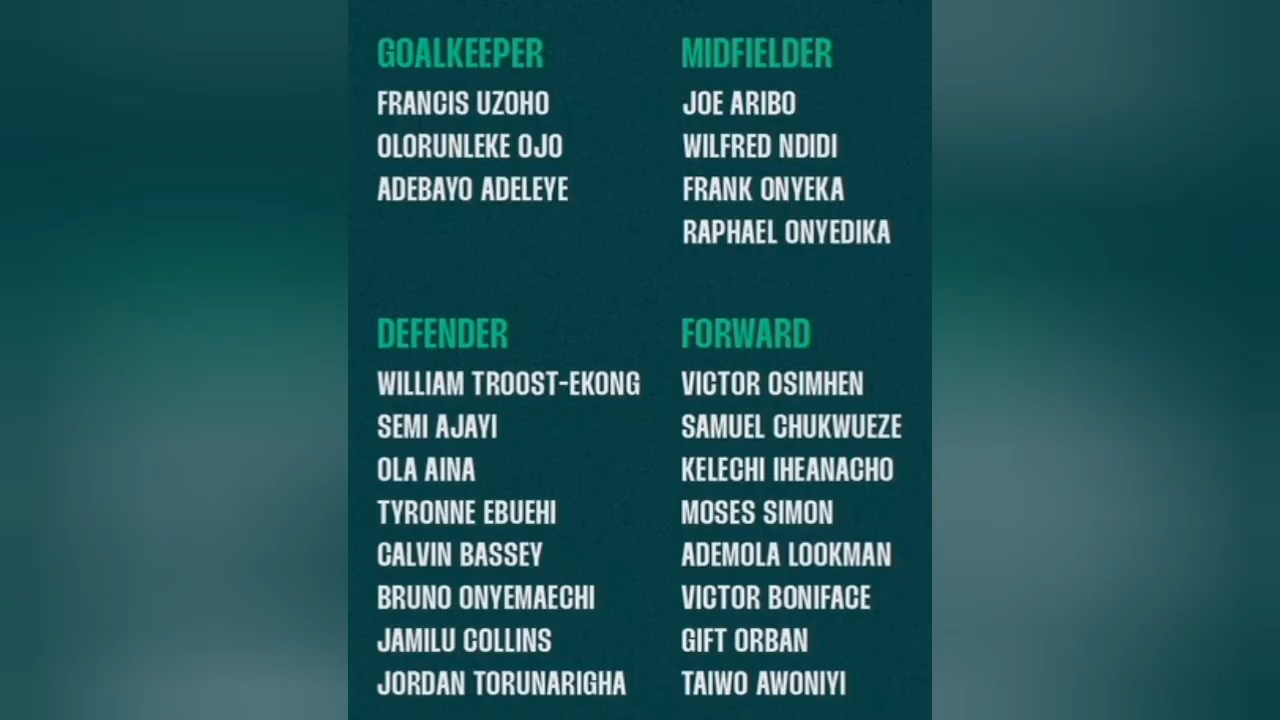 GOALKEEPER
FRANCIS UZOHO
OLORUNLEKE OJO
ADEBAYO ADELEYE
MIDFIELDER
JOE ARIBO
WILFRED NDIDI
FRANK ONYEKA
RAPHAEL ONYEDIKA
DEFENDER
WILLIAM TROOST-EKONG
SEMI AJAYI
OLA AINA
TYRONNE EBUEHI
CALVIN BASSEY
BRUNO ONYEMAECHI
JAMILU COLLINS
JORDAN TORUNARIGHA
FORWARD
VICTOR OSIMHEN
SAMUEL CHUKWUEZE
KELECHI IHEANACHO
MOSES SIMON
ADEMOLA LOOKMAN
VICTOR BONIFACE
GIFT ORBAN
TAIWO AWONIYI